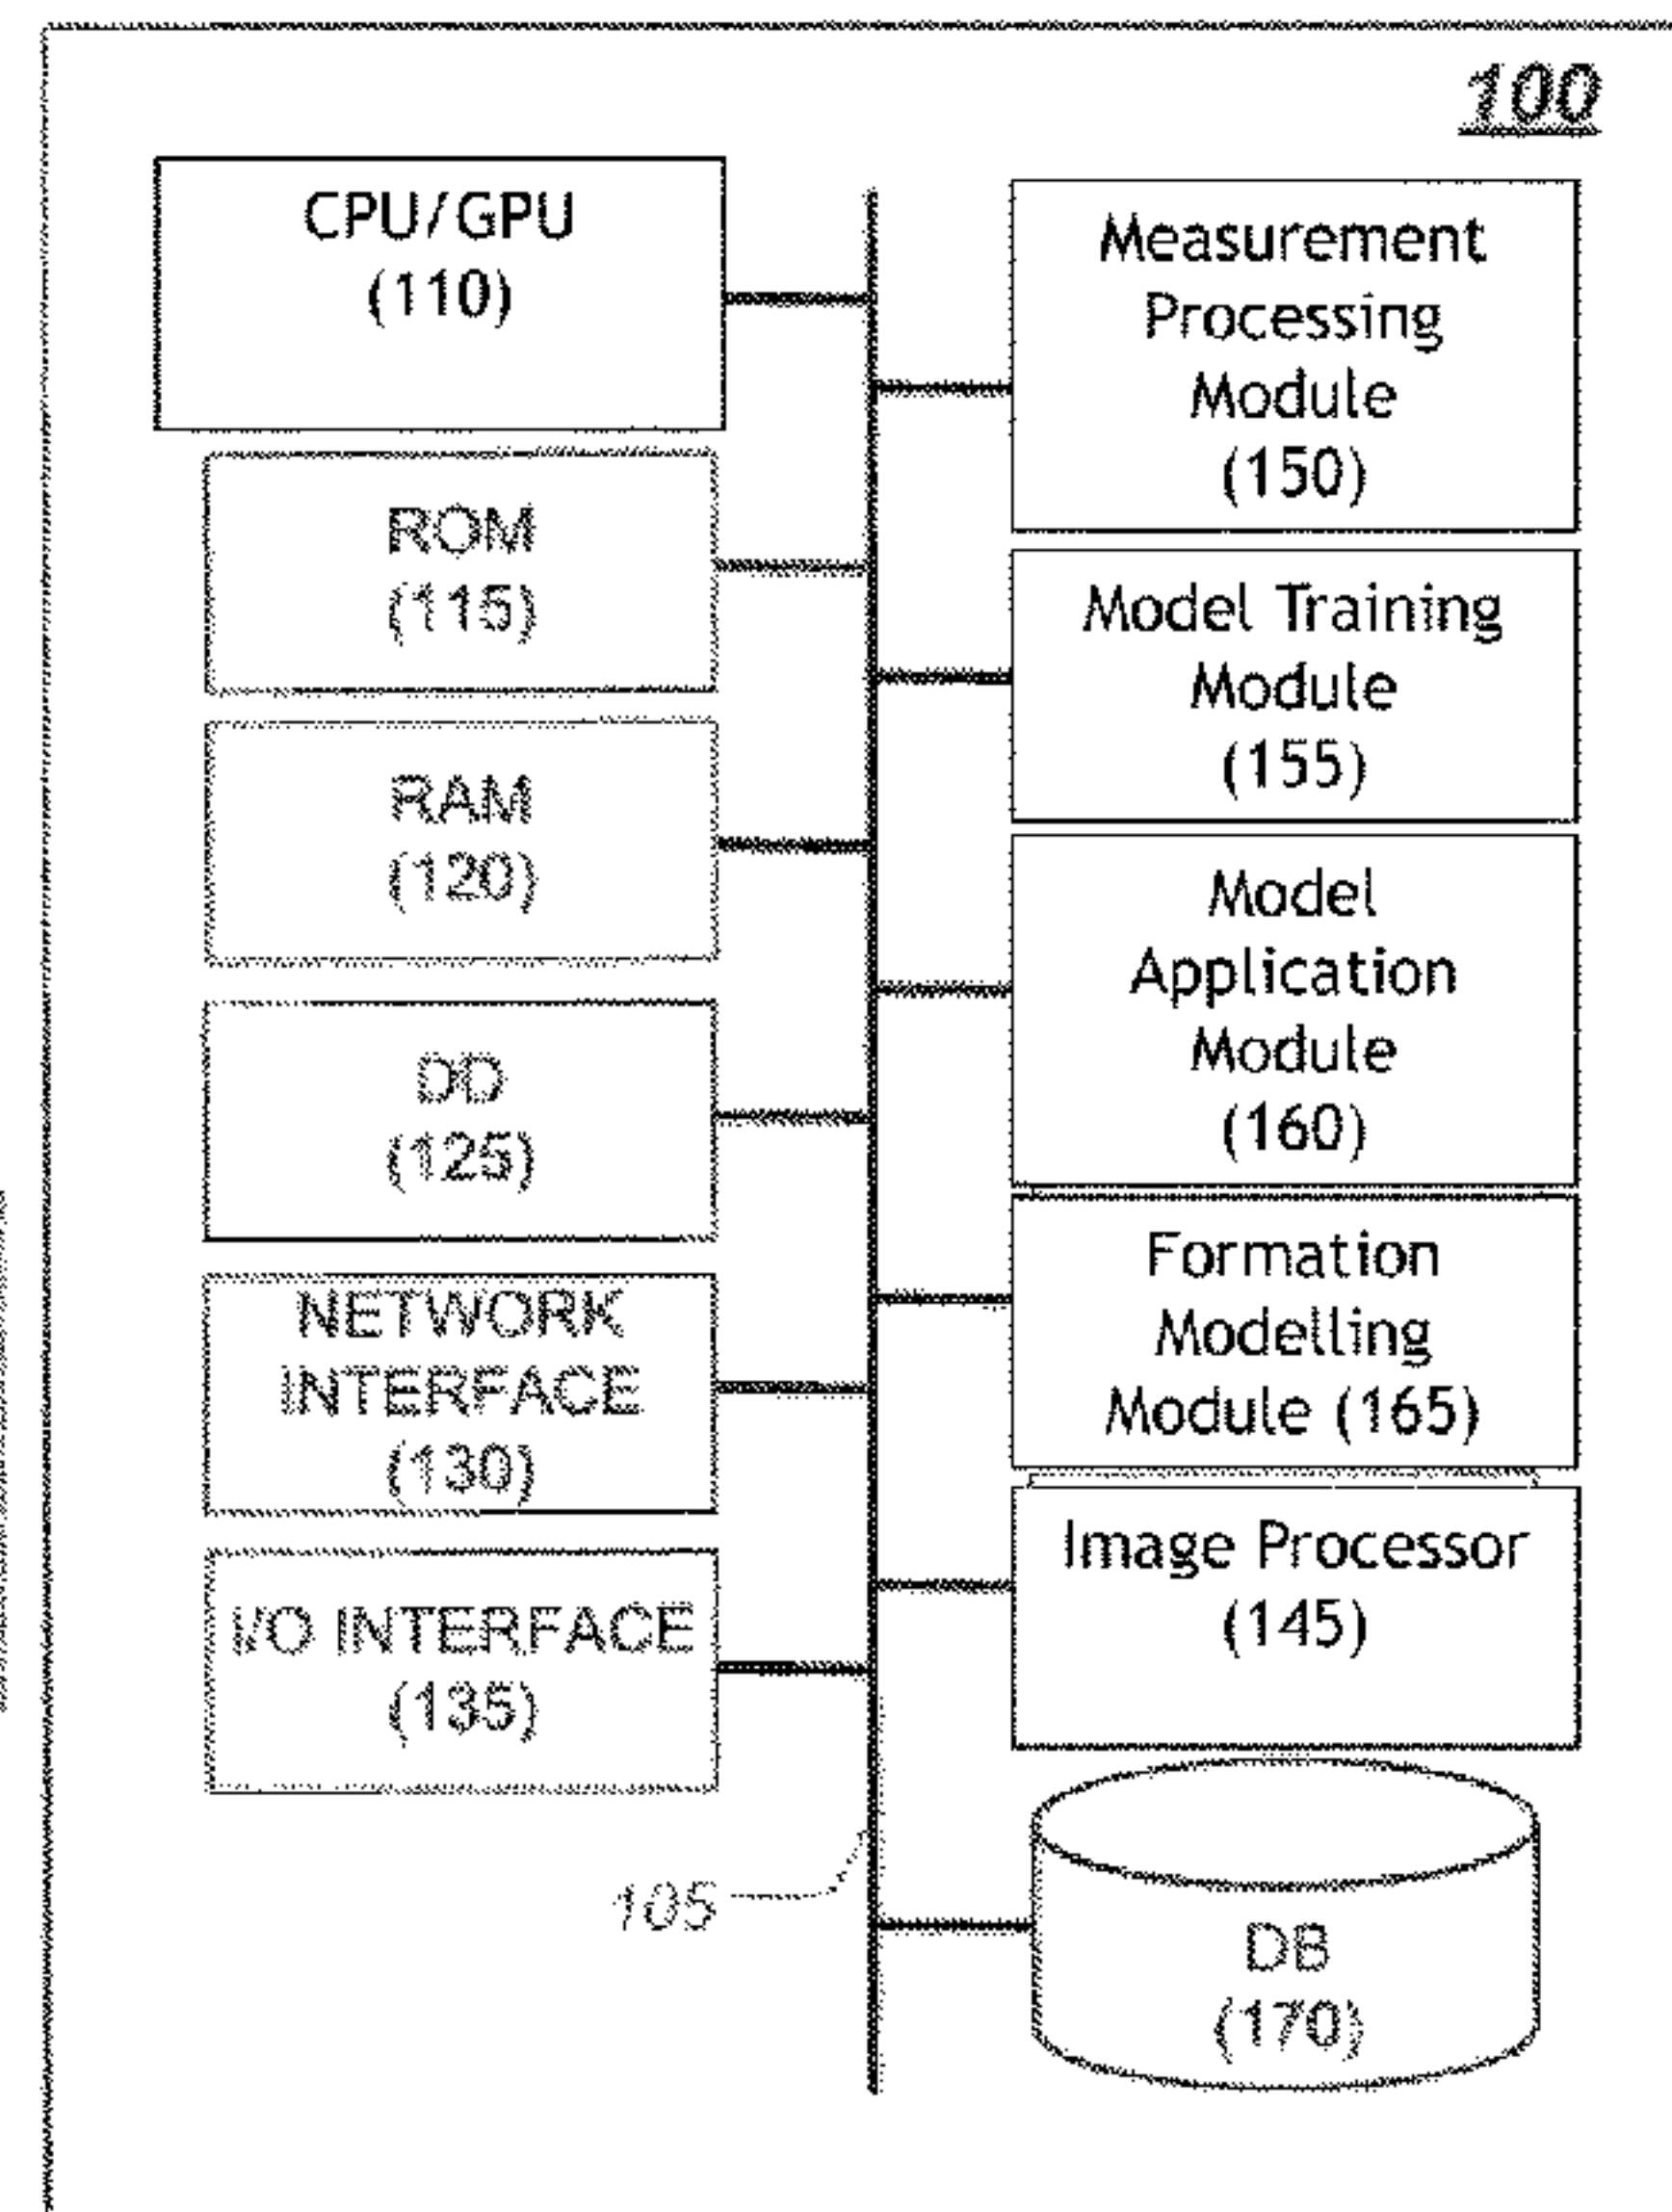 100
CPU/GPU
(110)
ROM
(115)
RAM
(120)
DD
(125)
NETWORK
INTERFACE
(130)
I/O INTERFACE
(135)
105
Measurement
Processing
Module
(150)
Model Training
Module
(155)
Model
Application
Module
(160)
Formation
Modelling
Module (165)
Image Processor
(145)
DB
(170)